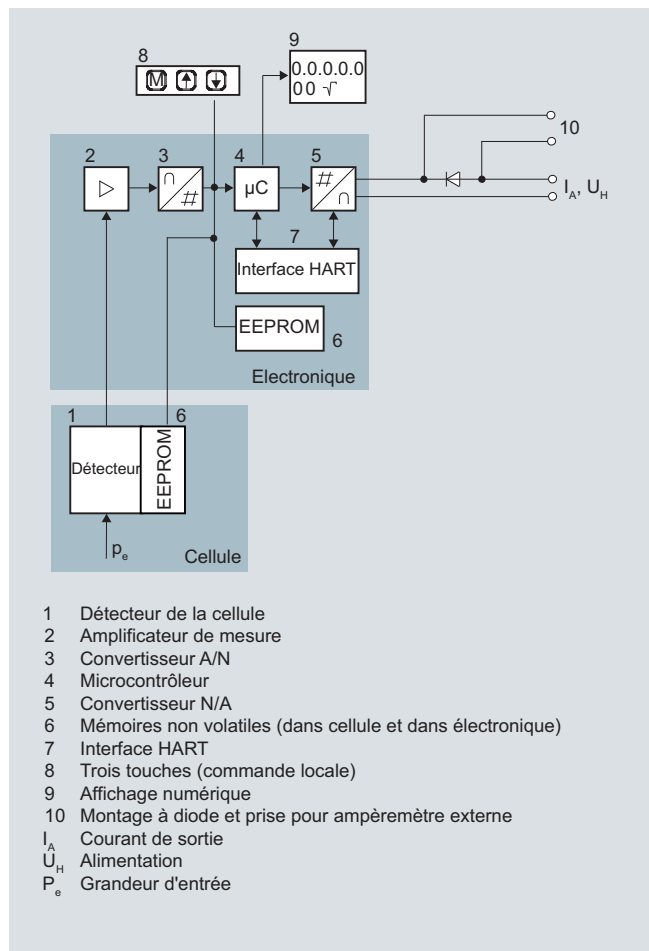 8
M
9
0.0.0.0.0
00 √
10
2
3
4
5
∩
#
µC
#
∩
I_A, U_H
7
Interface HART
EEPROM
6
Electronique
1
6
Détecteur
EEPROM
p_e
Cellule
1 Détecteur de la cellule
2 Amplificateur de mesure
3 Convertisseur A/N
4 Microcontrôleur
5 Convertisseur N/A
6 Mémoires non volatiles (dans cellule et dans électronique)
7 Interface HART
8 Trois touches (commande locale)
9 Affichage numérique
10 Montage à diode et prise pour ampèremètre externe
I_A Courant de sortie
U_H Alimentation
P_e Grandeur d'entrée